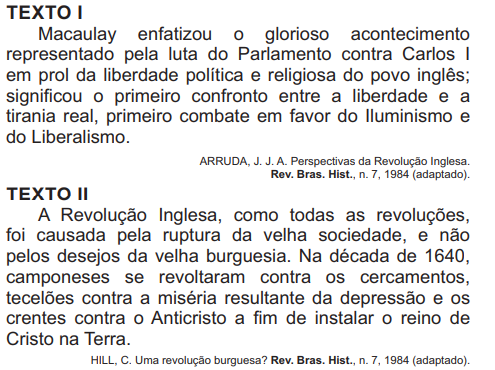 TEXTO I
Macaulay enfatizou o glorioso acontecimento
representado pela luta do Parlamento contra Carlos I
em prol da liberdade política e religiosa do povo inglês;
significou o primeiro confronto entre a liberdade e a
tirania real, primeiro combate em favor do Iluminismo e
do Liberalismo.
ARRUDA, J. J. A. Perspectivas da Revolução Inglesa.
Rev. Bras. Hist., n. 7, 1984 (adaptado).
TEXTO II
A Revolução Inglesa, como todas as revoluções,
foi causada pela ruptura da velha sociedade, e não
pelos desejos da velha burguesia. Na década de 1640,
camponeses se revoltaram contra os cercamentos,
tecelões contra a miséria resultante da depressão e os
crentes contra o Anticristo a fim de instalar o reino de
Cristo na Terra.
HILL, C. Uma revolução burguesa? Rev. Bras. Hist., n. 7, 1984 (adaptado).